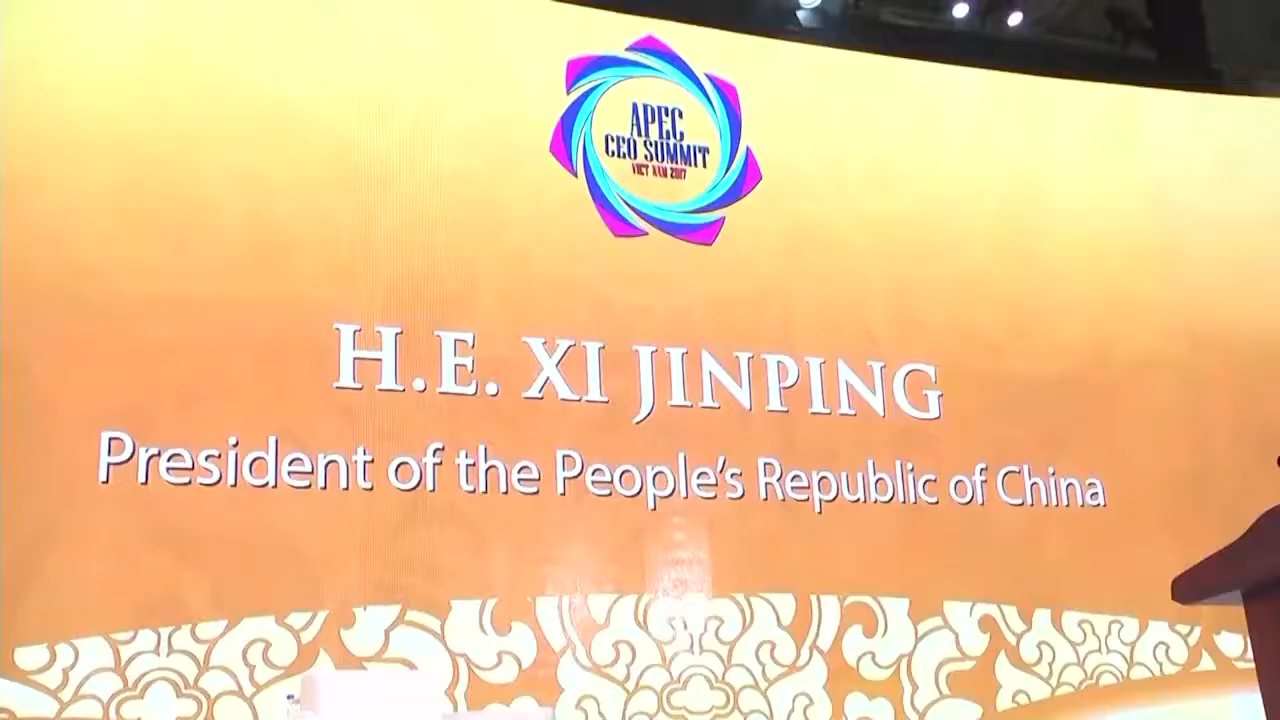 APEC
CEO SUMMIT
VIET NAM 2017
H.E. XI JINPING
President of the People's Republic of China